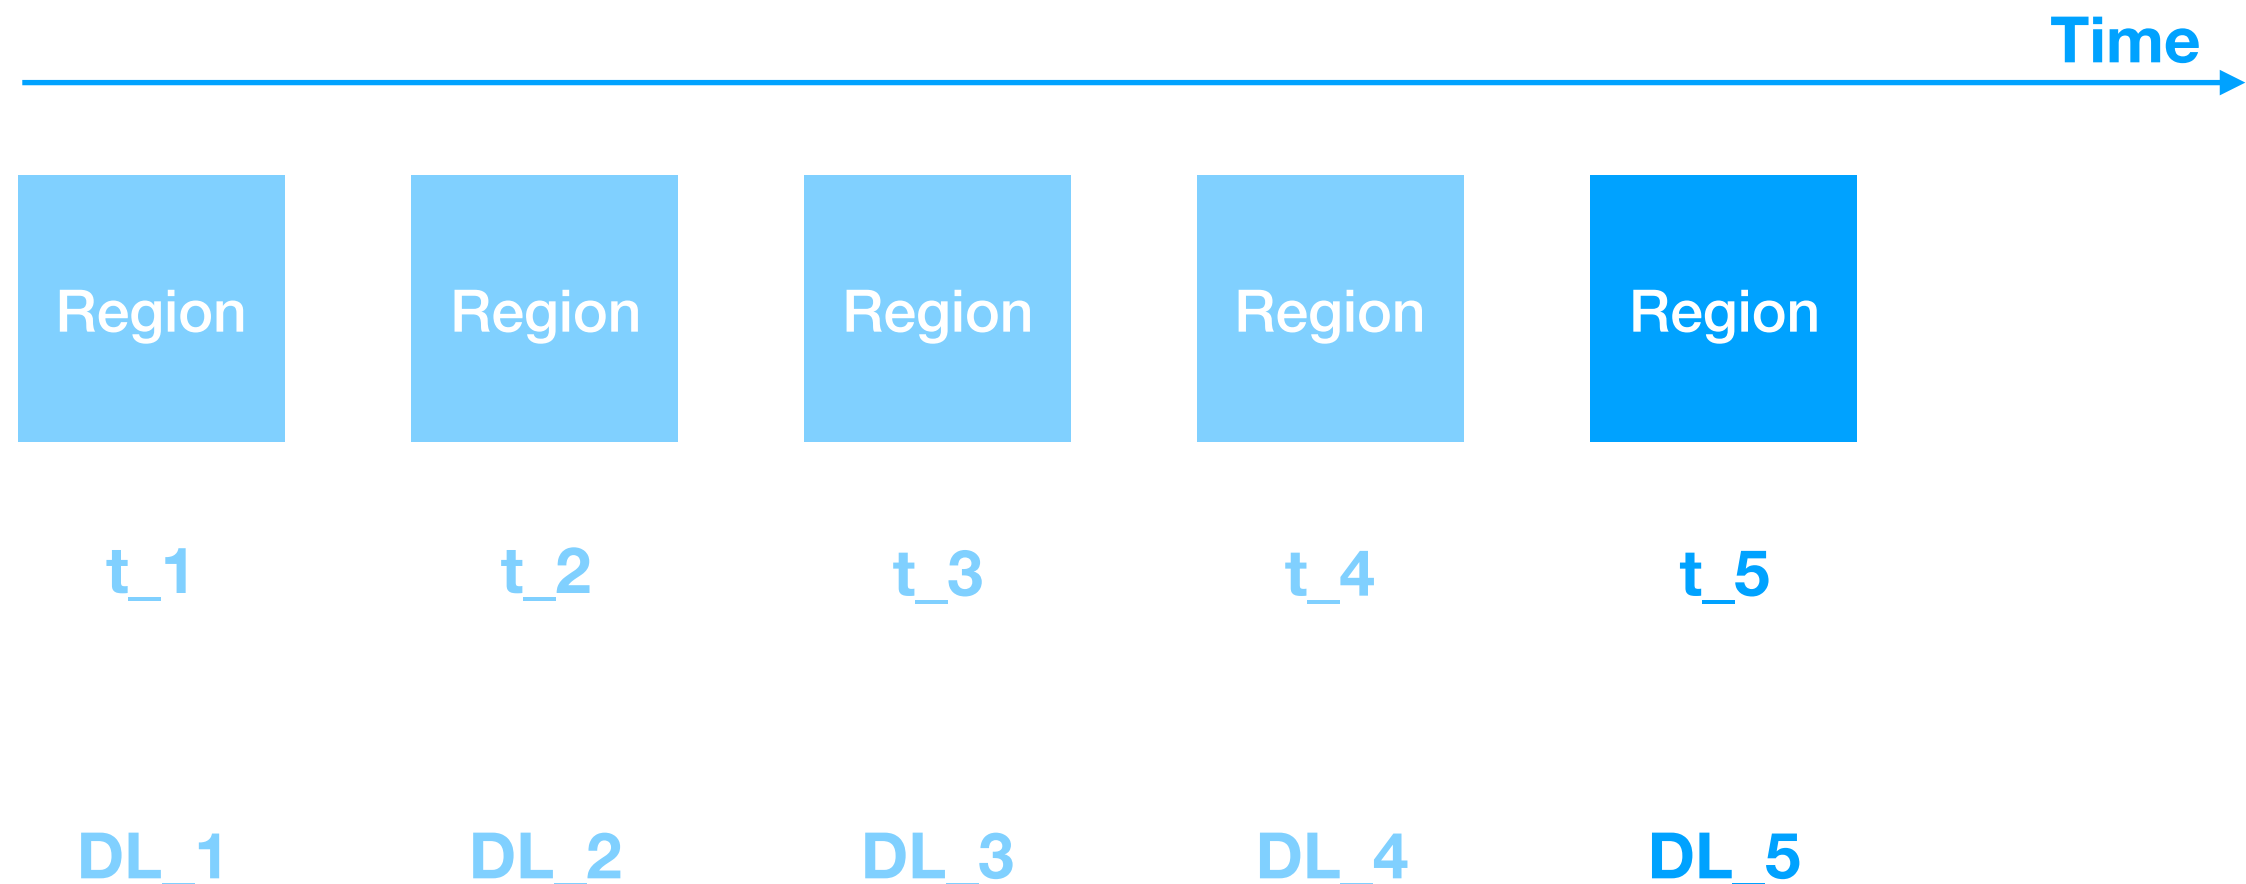 Time
Region Region Region Region Region
t_1 t_2 t_3 t_4 t_5
DL_1 DL_2 DL_3 DL_4 DL_5